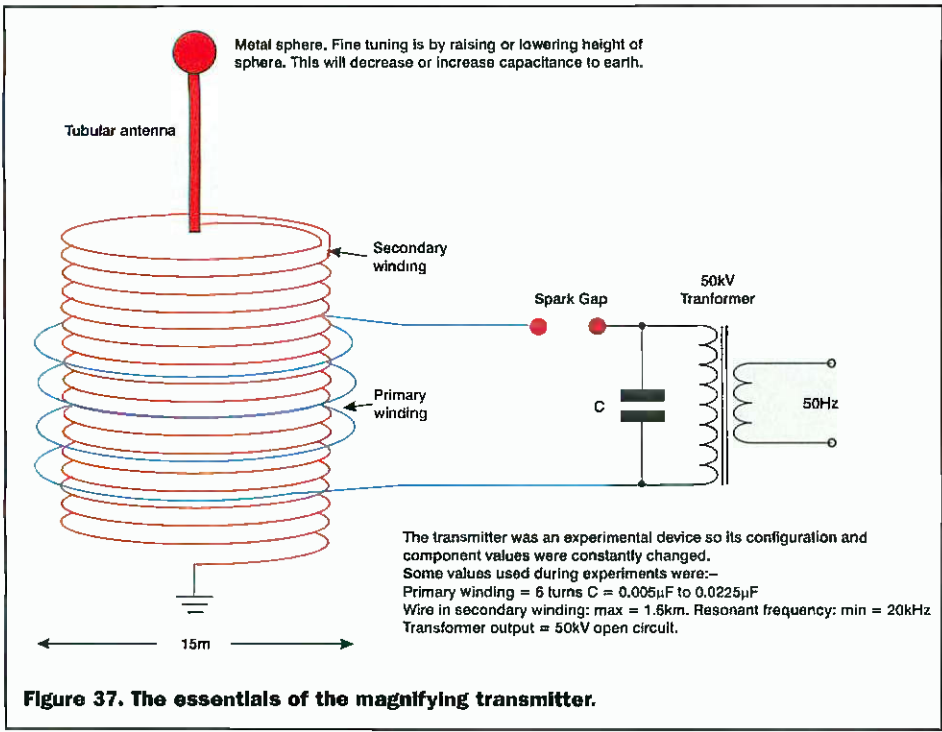 Metal sphere. Fine tuning is by raising or lowering height of
sphere. This will decrease or increase capacitance to earth.
Tubular antenna
Secondary
winding
50kV
Tranformer
Spark Gap
Primary
winding
C
50Hz
The transmitter was an experimental device so its configuration and
component values were constantly changed.
Some values used during experiments were:–
Primary winding = 6 turns C = 0.005µF to 0.0225µF
Wire in secondary winding: max = 1.6km. Resonant frequency: min = 20kHz
Transformer output = 50kV open circuit.
15m
Figure 37. The essentials of the magnifying transmitter.